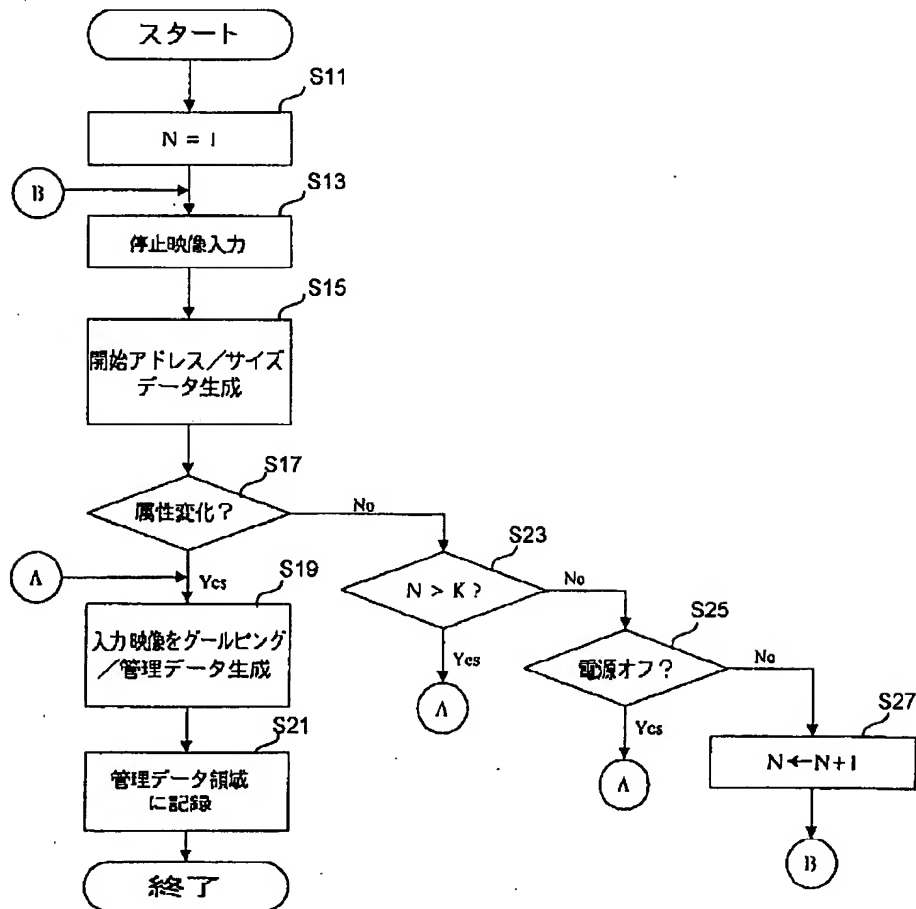 スタート
S11
N = 1
B
S13
停止映像入力
S15
開始アドレス／サイズ
データ生成
S17
属性変化？
No
S23
A
Yes
S19
N > K ?
No
S25
入力映像をグールピング
／管理データ生成
Yes
電源オフ？
No
S27
A
S21
Yes
N←N+1
管理データ領域
に記録
A
B
終了